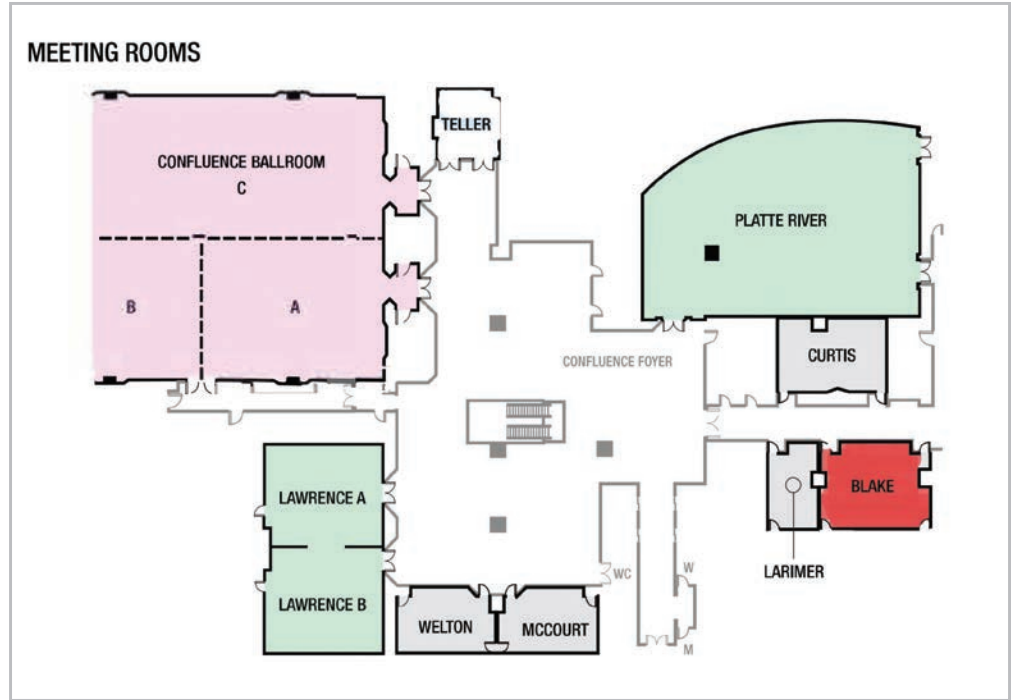 MEETING ROOMS
TELLER
CONFLUENCE BALLROOM
C
PLATTE RIVER
B
A
CONFLUENCE FOYER
CURTIS
LAWRENCE A
BLAKE
LARIMER
WC
W
LAWRENCE B
WELTON
MCCOURT
M